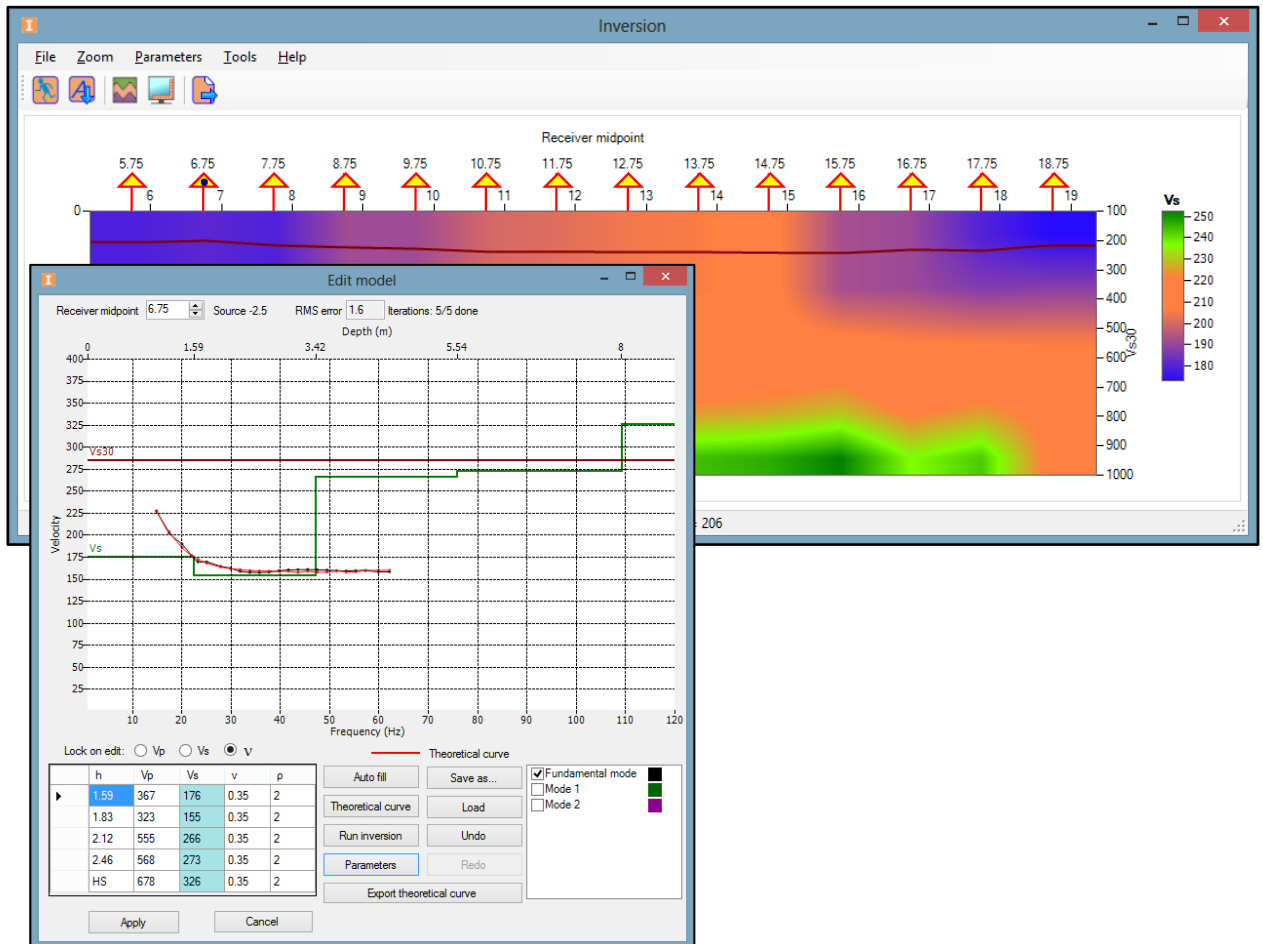 Inversion
File Zoom Parameters Tools Help
Receiver midpoint
5.75 6.75 7.75 8.75 9.75 10.75 11.75 12.75 13.75 14.75 15.75 16.75 17.75 18.75
6 7 8 9 10 11 12 13 14 15 16 17 18 19
0
100
200
300
400
500
600
700
800
900
1000
Vs30
Vs
250
240
230
220
210
200
190
180
206
Edit model
Receiver midpoint 6.75 Source -2.5 RMS error 1.6 Iterations: 5/5 done
Depth (m)
0 1.59 3.42 5.54 8
400
375
350
325
300
275
250
225
200
175
150
125
100
75
50
25
Velocity
Vs30
Vs
10 20 30 40 50 60 70 80 90 100 110 120
Frequency (Hz)
Lock on edit: Vp Vs ν
Theoretical curve
h Vp Vs ν ρ
1.59 367 176 0.35 2
1.83 323 155 0.35 2
2.12 555 266 0.35 2
2.46 568 273 0.35 2
HS 678 326 0.35 2
Auto fill Save as...
Theoretical curve Load
Run inversion Undo
Parameters Redo
Export theoretical curve
Fundamental mode
Mode 1
Mode 2
Apply Cancel